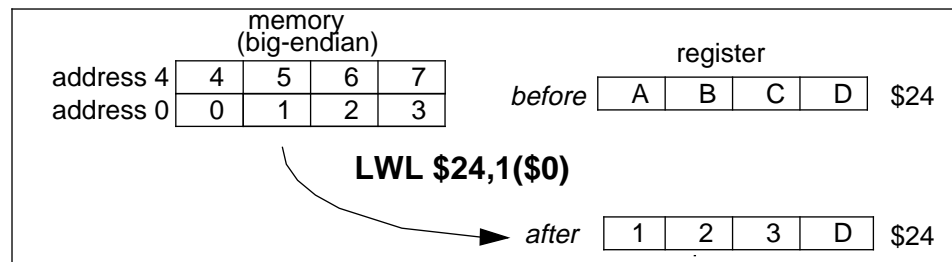 memory
(big-endian)
register
address 4 4 5 6 7
before A B C D $24
address 0 0 1 2 3
LWL $24,1($0)
after 1 2 3 D $24